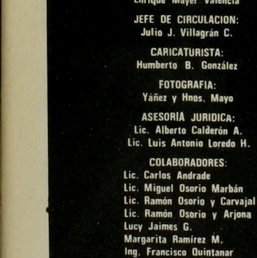 Enrique Mayer Valencia
JEFE DE CIRCULACION:
Julio J. Villagrán C.
CARICATURISTA:
Humberto B. González
FOTOGRAFIA:
Yáñez y Hnos. Mayo
ASESORIA JURIDICA:
Lic. Alberto Calderón A.
Lic. Luis Antonio Loredo H.
COLABORADORES:
Lic. Carlos Andrade
Lic. Miguel Osorio Marbán
Lic. Ramón Osorio y Carvajal
Lic. Ramón Osorio y Arjona
Lucy Jaimes G.
Margarita Ramírez M.
Ing. Francisco Quintanar